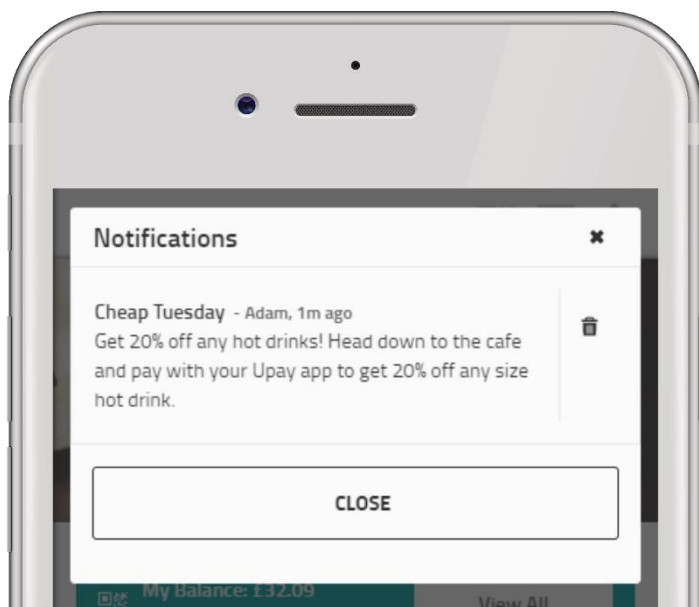 Notifications
Cheap Tuesday - Adam, 1m ago
Get 20% off any hot drinks! Head down to the cafe
and pay with your Upay app to get 20% off any size
hot drink.
CLOSE
My Balance: £32.09
View All